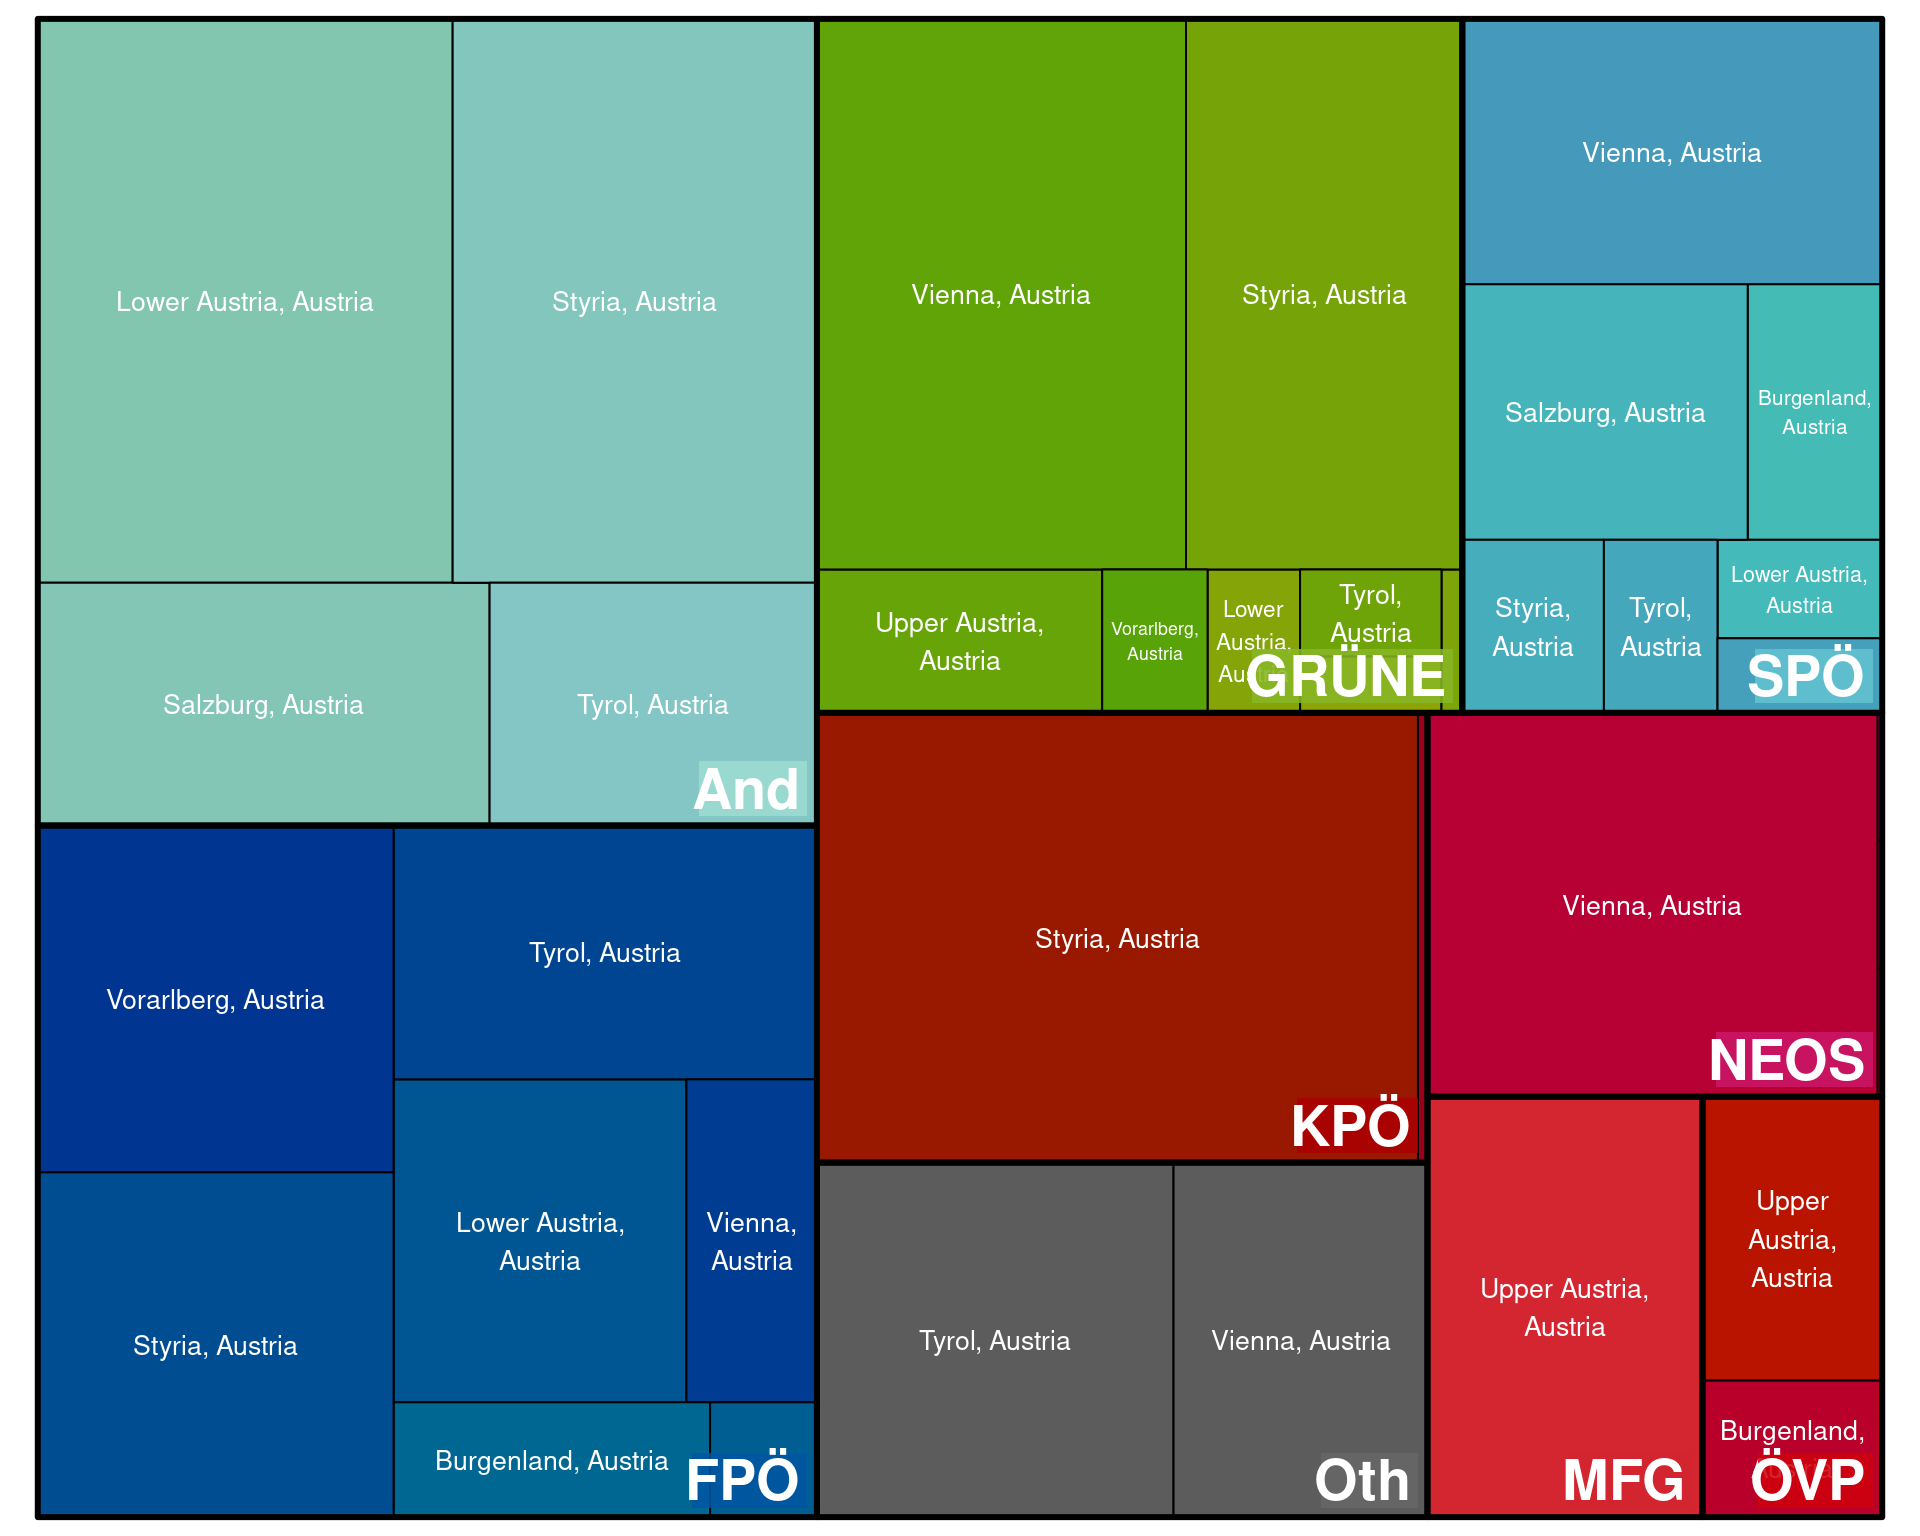 Lower Austria, Austria
Styria, Austria
Salzburg, Austria
Tyrol, Austria
And
Vorarlberg, Austria
Tyrol, Austria
Styria, Austria
Lower Austria,
Austria
Vienna,
Austria
Burgenland, Austria
FPÖ
Vienna, Austria
Styria, Austria
Upper Austria,
Austria
Vorarlberg,
Austria
Lower
Austria,
Tyrol,
Austria
GRÜNE
Vienna, Austria
Salzburg, Austria
Burgenland,
Austria
Styria,
Austria
Tyrol,
Austria
Lower Austria,
Austria
SPÖ
Styria, Austria
KPÖ
Vienna, Austria
NEOS
Tyrol, Austria
Vienna, Austria
Oth
Upper Austria,
Austria
MFG
Upper
Austria,
Austria
Burgenland,
ÖVP